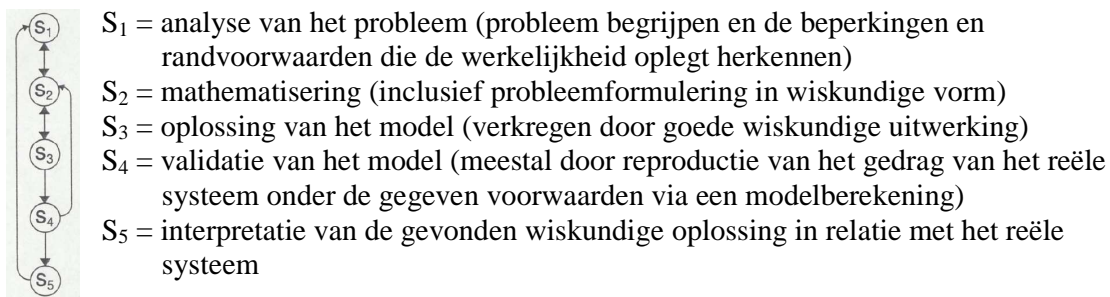 S₁ = analyse van het probleem (probleem begrijpen en de beperkingen en
randvoorwaarden die de werkelijkheid oplegt herkennen)
S₂ = mathematisering (inclusief probleemformulering in wiskundige vorm)
S₃ = oplossing van het model (verkregen door goede wiskundige uitwerking)
S₄ = validatie van het model (meestal door reproductie van het gedrag van het reële
systeem onder de gegeven voorwaarden via een modelberekening)
S₅ = interpretatie van de gevonden wiskundige oplossing in relatie met het reële
systeem
S₁
S₂
S₃
S₄
S₅